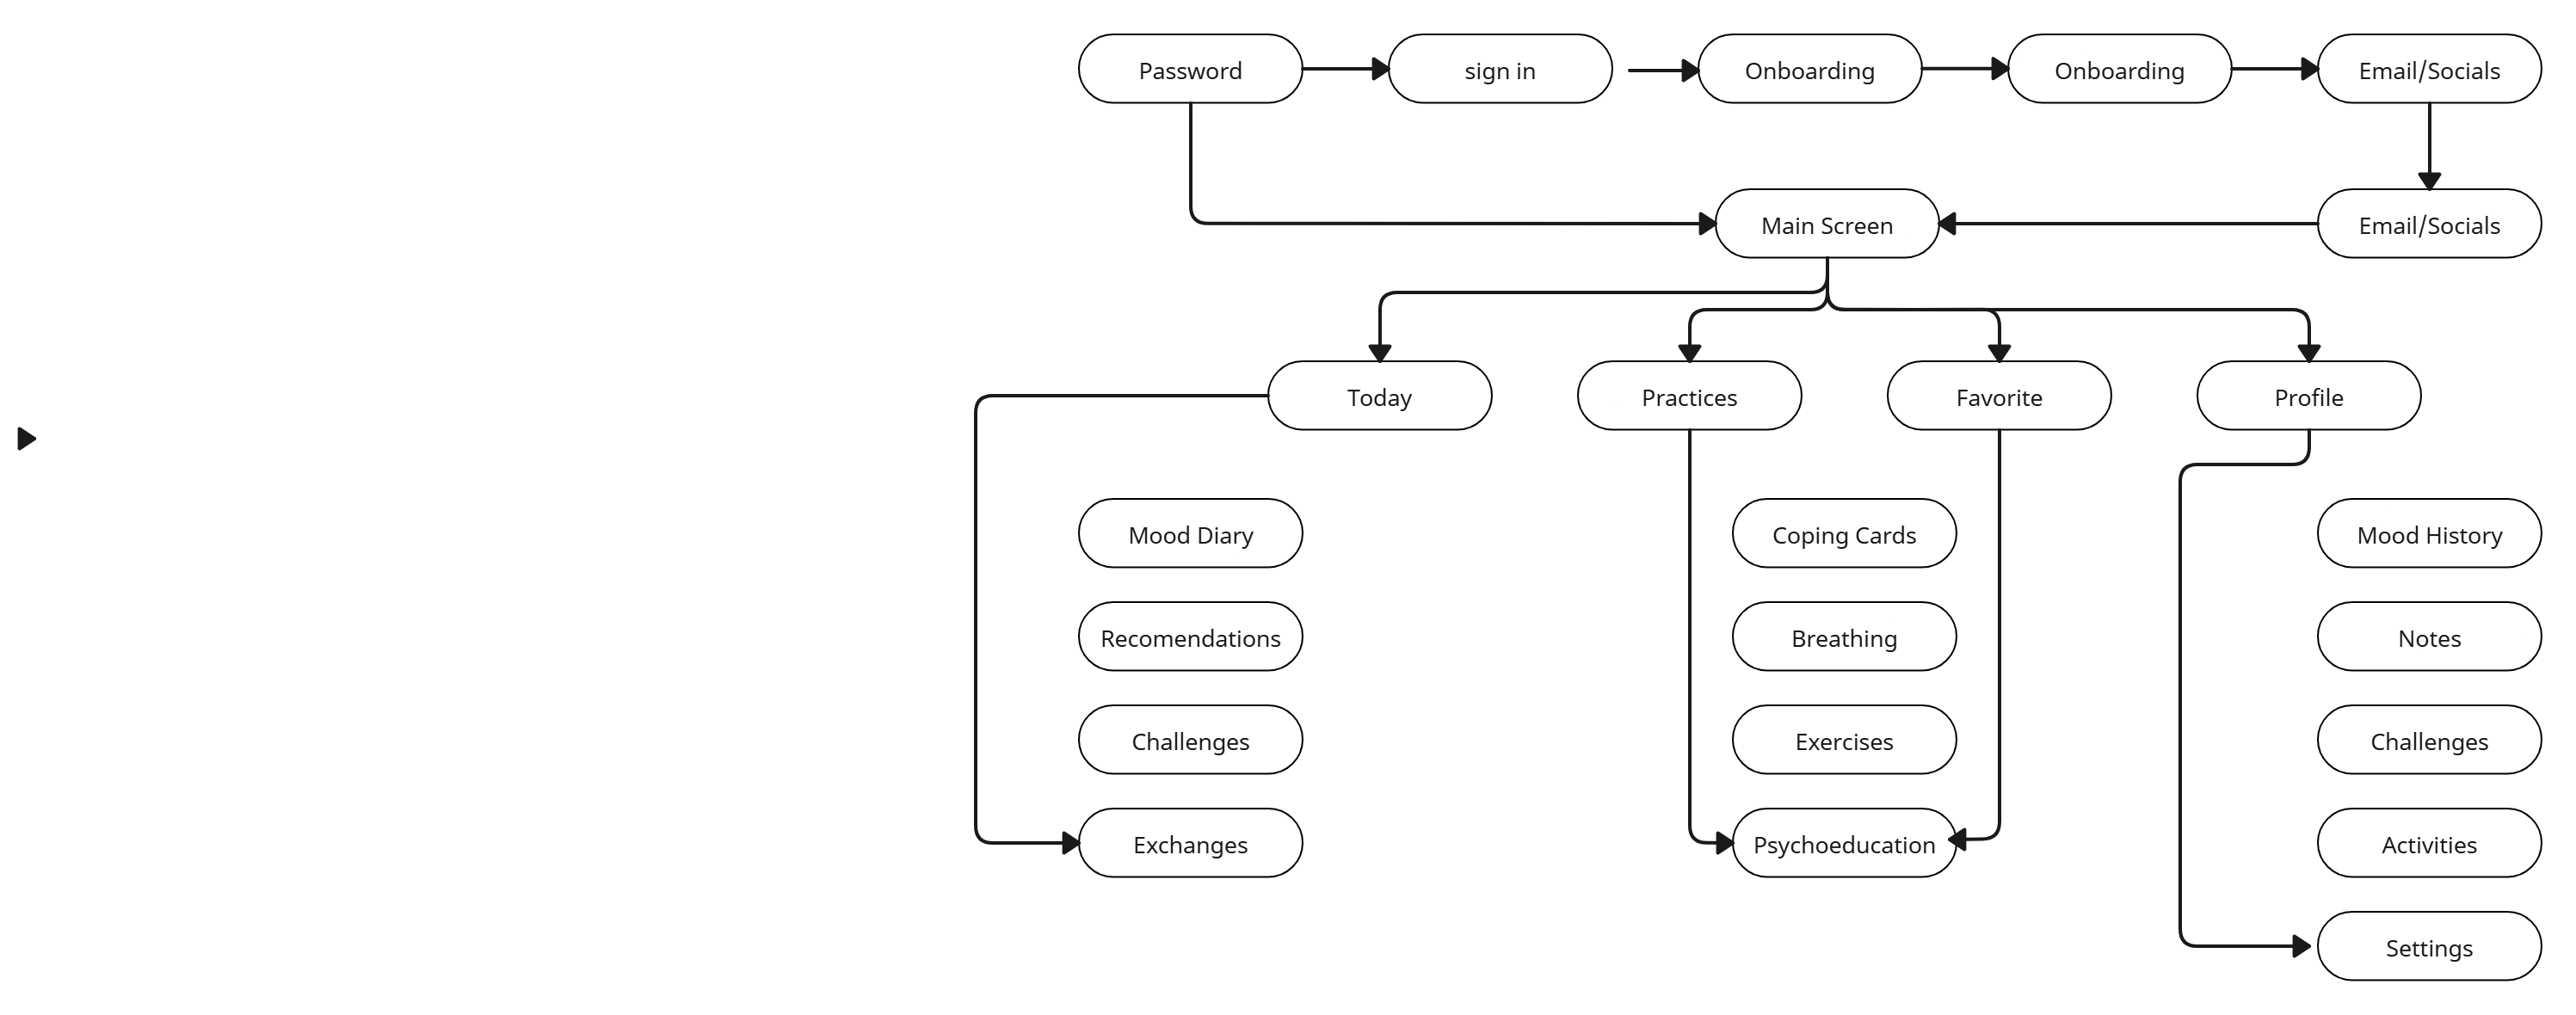 Password
sign in
Onboarding
Onboarding
Email/Socials
Main Screen
Email/Socials
Today
Practices
Favorite
Profile
Mood Diary
Coping Cards
Mood History
Recomendations
Breathing
Notes
Challenges
Exercises
Challenges
Exchanges
Psychoeducation
Activities
Settings